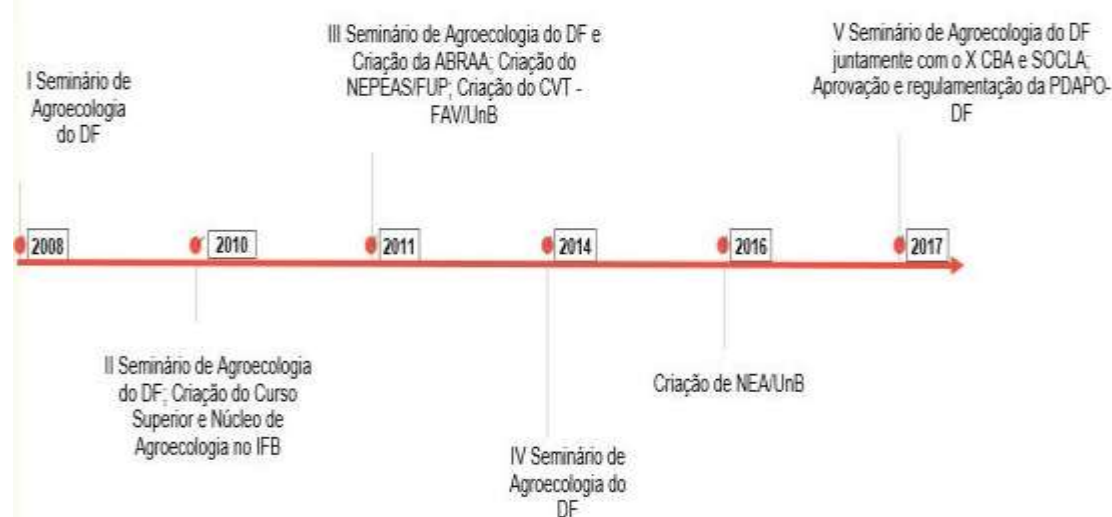 I Seminário de
Agroecologia
do DF
III Seminário de Agroecologia do DF e
Criação da ABRAA; Criação do
NEPEAS/FUP; Criação do CVT -
FAV/UnB
V Seminário de Agroecologia do DF
juntamente com o X CBA e SOCLA;
Aprovação e regulamentação da PDAPO-
DF
2008
2010
2011
2014
2016
2017
II Seminário de Agroecologia
do DF; Criação do Curso
Superior e Núcleo de
Agroecologia no IFB
IV Seminário de
Agroecologia do
DF
Criação de NEA/UnB